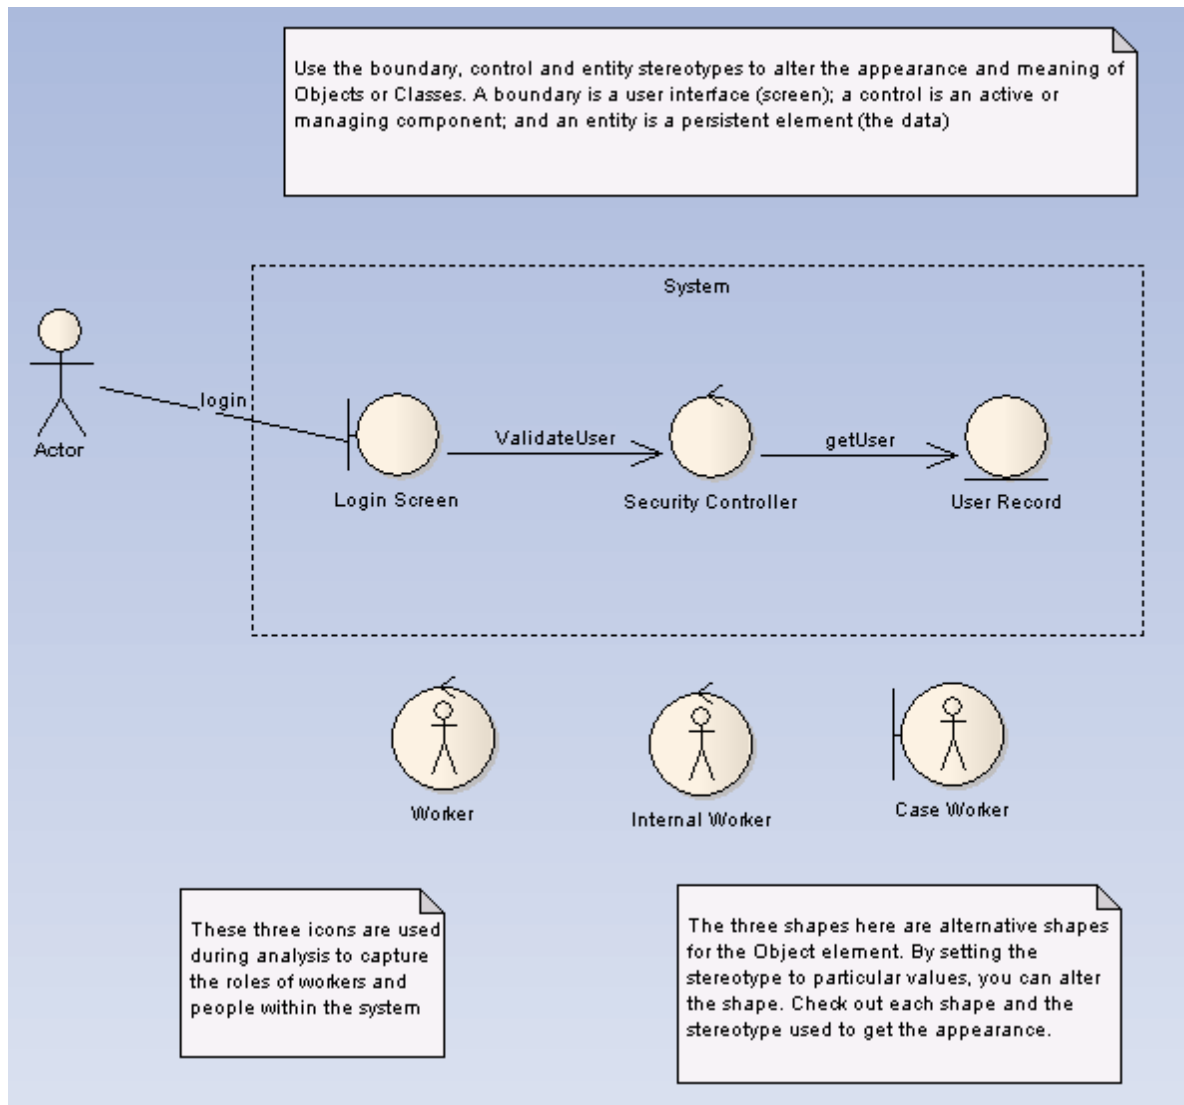 Use the boundary, control and entity stereotypes to alter the appearance and meaning of
Objects or Classes. A boundary is a user interface (screen); a control is an active or
managing component; and an entity is a persistent element (the data)
System
login
Actor
ValidateUser
getUser
Login Screen
Security Controller
User Record
Worker
Internal Worker
Case Worker
These three icons are used
during analysis to capture
the roles of workers and
people within the system
The three shapes here are alternative shapes
for the Object element. By setting the
stereotype to particular values, you can alter
the shape. Check out each shape and the
stereotype used to get the appearance.